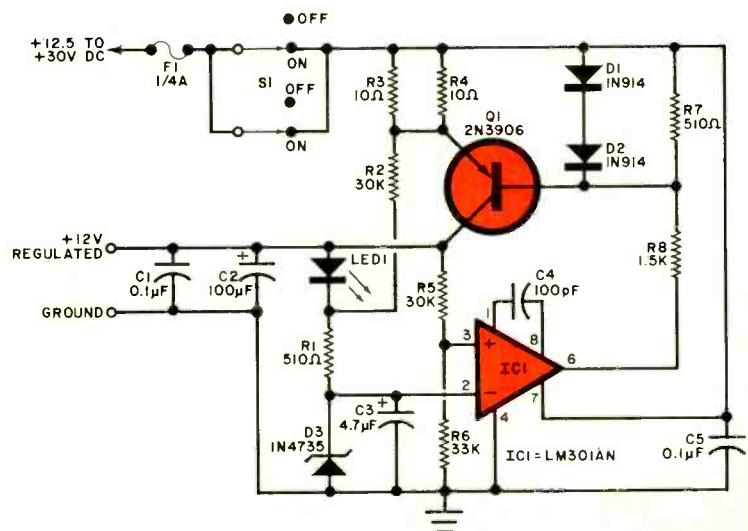 OFF
+12.5 TO
+30V DC
F1
1/4A
ON
S1
OFF
ON
R3
10Ω
R4
10Ω
D1
1N914
Q1
2N3906
R7
510Ω
D2
1N914
R2
30K
+12V
REGULATED
LED1
R8
1.5K
C1
0.1µF
+
C2
100µF
R5
30K
C4
100pF
GROUND
1
8
R1
510Ω
3
+
IC1
6
2
−
7
4
D3
1N4735
C3
4.7µF
+
R6
33K
IC1=LM301AN
C5
0.1µF